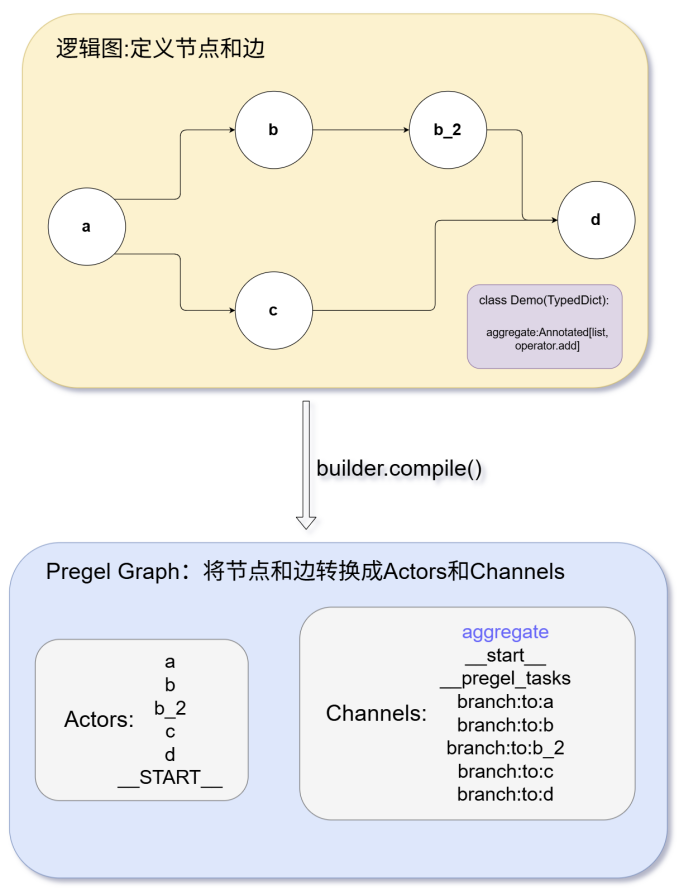 逻辑图:定义节点和边
b
b_2
a
d
c
class Demo(TypedDict):
aggregate:Annotated[list,
operator.add]
builder.compile()
Pregel Graph：将节点和边转换成Actors和Channels
Actors:
a
b
b_2
c
d
__START__
Channels:
aggregate
__start__
__pregel_tasks
branch:to:a
branch:to:b
branch:to:b_2
branch:to:c
branch:to:d